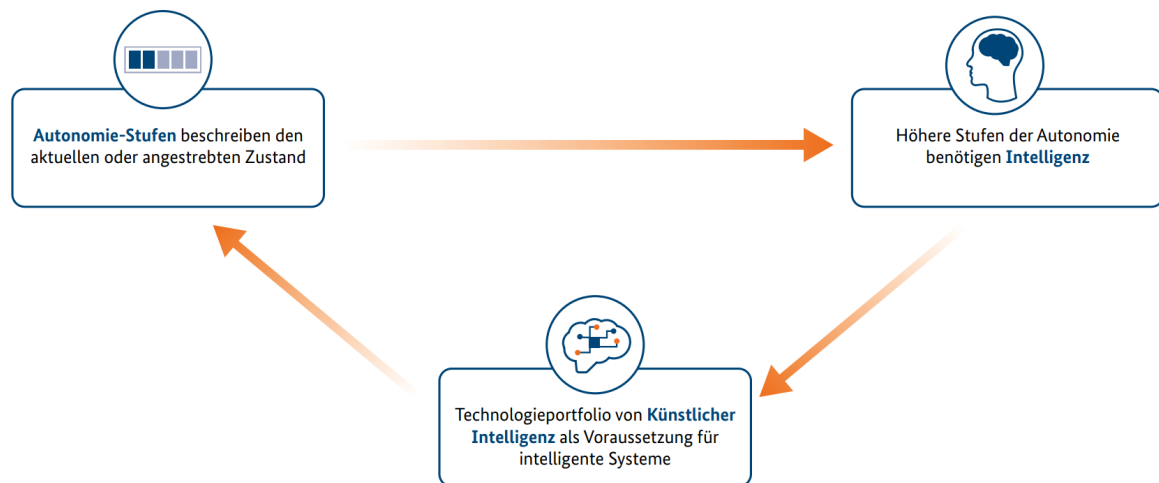 Autonomie-Stufen beschreiben den
aktuellen oder angestrebten Zustand
Höhere Stufen der Autonomie
benötigen Intelligenz
Technologieportfolio von Künstlicher
Intelligenz als Voraussetzung für
intelligente Systeme